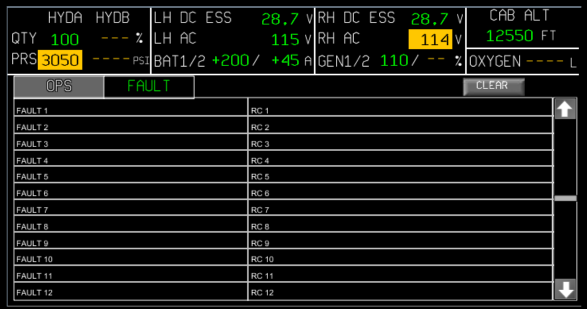 HYDA HYDB LH DC ESS 28.7 V RH DC ESS 28.7 V CAB ALT
QTY 100 --- % LH AC 115 V RH AC 114 V 12550 FT
PRS 3050 ---- PSI BAT1/2 +200/ +45 A GEN1/2 110/ -- % OXYGEN ---- L
OPS FAULT CLEAR
FAULT 1 RC 1
FAULT 2 RC 2
FAULT 3 RC 3
FAULT 4 RC 4
FAULT 5 RC 5
FAULT 6 RC 6
FAULT 7 RC 7
FAULT 8 RC 8
FAULT 9 RC 9
FAULT 10 RC 10
FAULT 11 RC 11
FAULT 12 RC 12